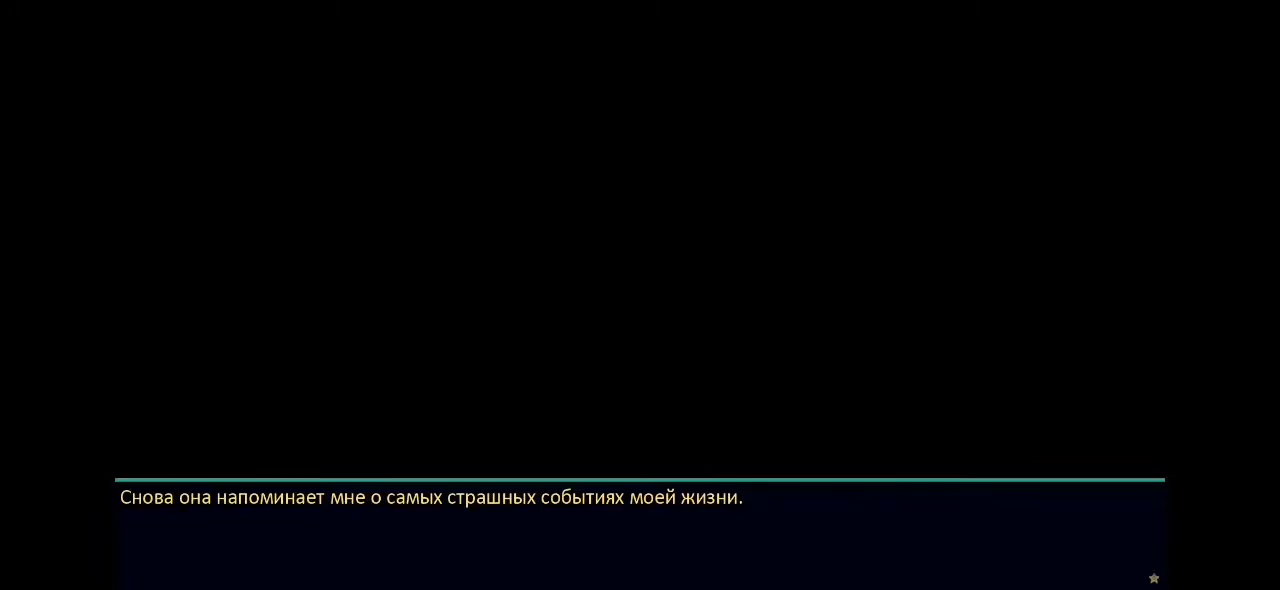 Снова она напоминает мне о самых страшных событиях моей жизни.